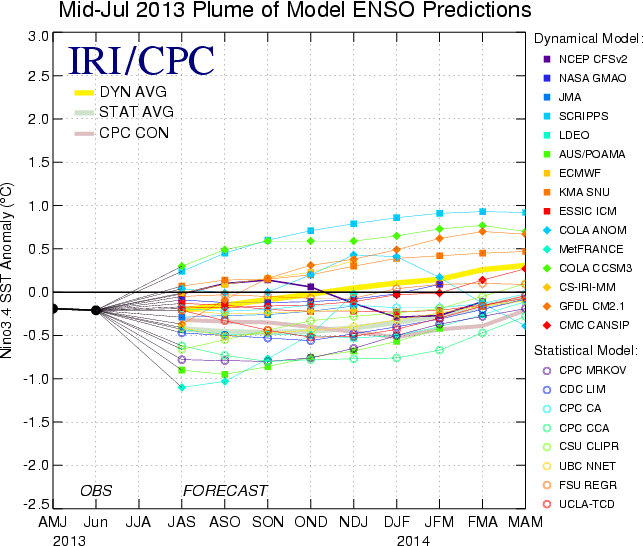 Mid-Jul 2013 Plume of Model ENSO Predictions
3.0
2.5
2.0
1.5
1.0
0.5
0.0
-0.5
-1.0
-1.5
-2.0
-2.5
Nino3.4 SST Anomaly (°C)
IRI/CPC
DYN AVG
STAT AVG
CPC CON
OBS
FORECAST
AMJ Jun JJA JAS ASO SON OND NDJ DJF JFM FMA MAM
2013 2014
Dynamical Model:
NCEP CFSv2
NASA GMAO
JMA
SCRIPPS
LDEO
AUS/POAMA
ECMWF
KMA SNU
ESSIC ICM
COLA ANOM
MetFRANCE
COLA CCSM3
CS-IRI-MM
GFDL CM2.1
CMC CANSIP
Statistical Model:
CPC MRKOV
CDC LIM
CPC CA
CPC CCA
CSU CLIPR
UBC NNET
FSU REGR
UCLA-TCD